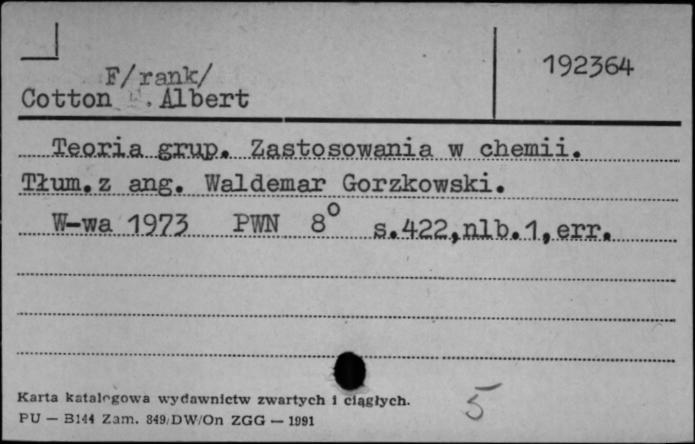 192364
F/rank/
Cotton F. Albert
Teoria grup. Zastosowania w chemii.
Tłum. z ang. Waldemar Gorzkowski.
W-wa 1973 PWN 8° s.422,nlb.1,err.
Karta katalogowa wydawnictw zwartych i ciągłych.
PU — B144 Zam. 849/DW/On ZGG — 1991
5